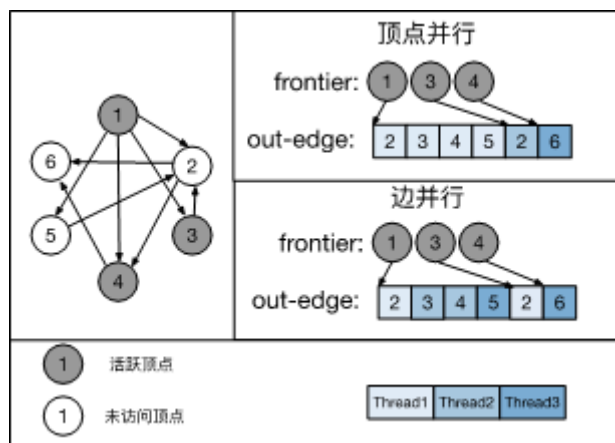 1
6
2
5
3
4
顶点并行
frontier: 1 3 4
out-edge: 2 3 4 5 2 6
边并行
frontier: 1 3 4
out-edge: 2 3 4 5 2 6
1 活跃顶点
1 未访问顶点
Thread1 Thread2 Thread3